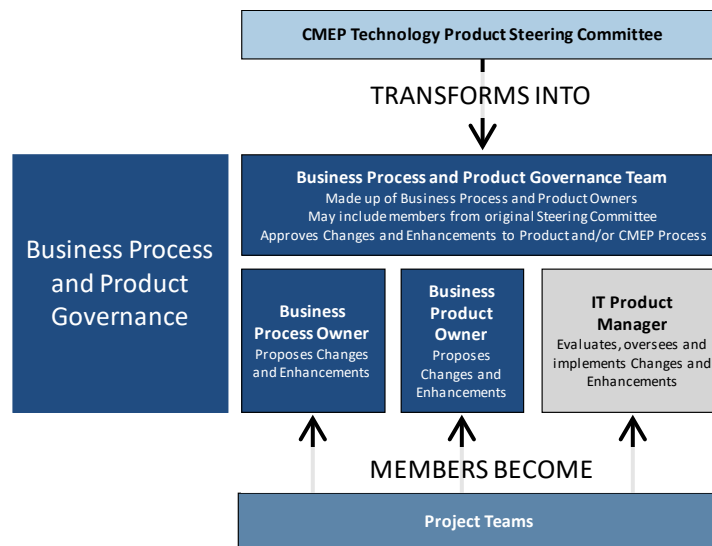 CMEP Technology Product Steering Committee
TRANSFORMS INTO
Business Process
and Product
Governance
Business Process and Product Governance Team
Made up of Business Process and Product Owners
May include members from original Steering Committee
Approves Changes and Enhancements to Product and/or CMEP Process
Business
Process Owner
Proposes Changes
and Enhancements
Business
Product
Owner
Proposes
Changes and
Enhancements
IT Product
Manager
Evaluates, oversees and
implements Changes and
Enhancements
MEMBERS BECOME
Project Teams